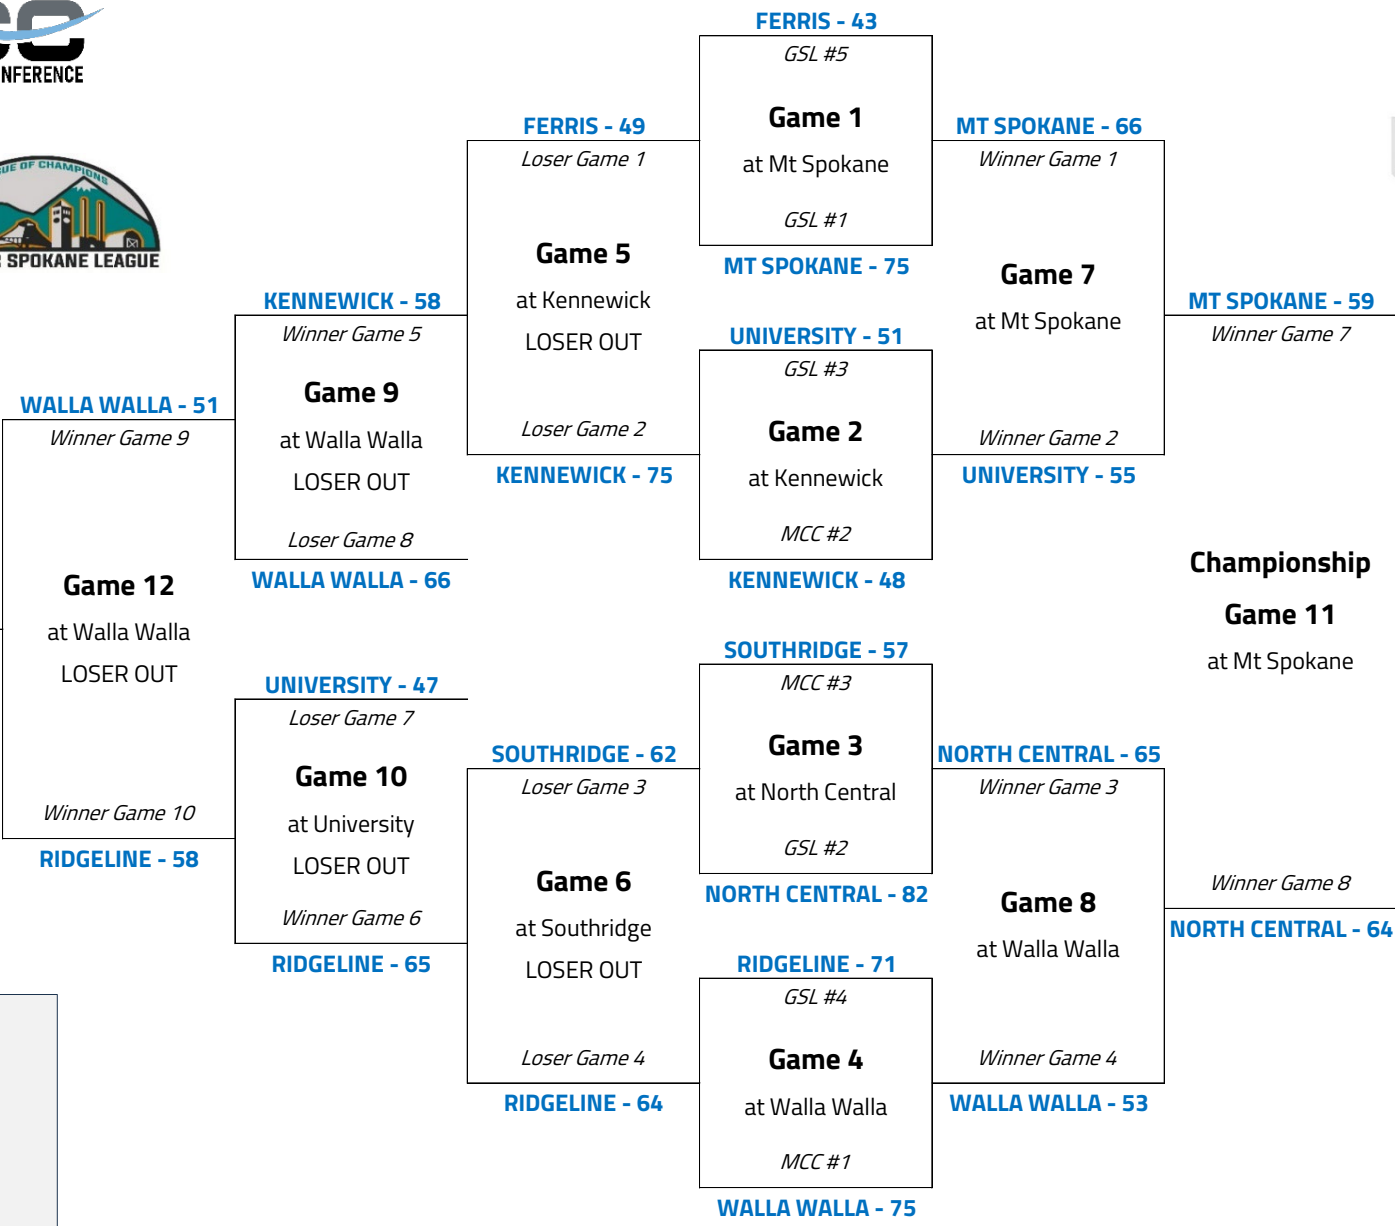 NFERENCE
UE OF CHAMPIONS
SPOKANE LEAGUE
FERRIS - 43
GSL #5
Game 1
at Mt Spokane
GSL #1
MT SPOKANE - 75
FERRIS - 49
Loser Game 1
Game 5
at Kennewick
LOSER OUT
Loser Game 2
KENNEWICK - 75
MT SPOKANE - 66
Winner Game 1
Game 7
at Mt Spokane
Winner Game 2
UNIVERSITY - 55
KENNEWICK - 58
Winner Game 5
Game 9
at Walla Walla
LOSER OUT
Loser Game 8
WALLA WALLA - 66
UNIVERSITY - 51
GSL #3
Game 2
at Kennewick
MCC #2
KENNEWICK - 48
MT SPOKANE - 59
Winner Game 7
WALLA WALLA - 51
Winner Game 9
Game 12
at Walla Walla
LOSER OUT
Winner Game 10
RIDGELINE - 58
Championship
Game 11
at Mt Spokane
UNIVERSITY - 47
Loser Game 7
Game 10
at University
LOSER OUT
Winner Game 6
RIDGELINE - 65
SOUTHRIDGE - 57
MCC #3
Game 3
at North Central
GSL #2
NORTH CENTRAL - 82
SOUTHRIDGE - 62
Loser Game 3
Game 6
at Southridge
LOSER OUT
Loser Game 4
RIDGELINE - 64
NORTH CENTRAL - 65
Winner Game 3
Game 8
at Walla Walla
Winner Game 4
WALLA WALLA - 53
Winner Game 8
NORTH CENTRAL - 64
RIDGELINE - 71
GSL #4
Game 4
at Walla Walla
MCC #1
WALLA WALLA - 75